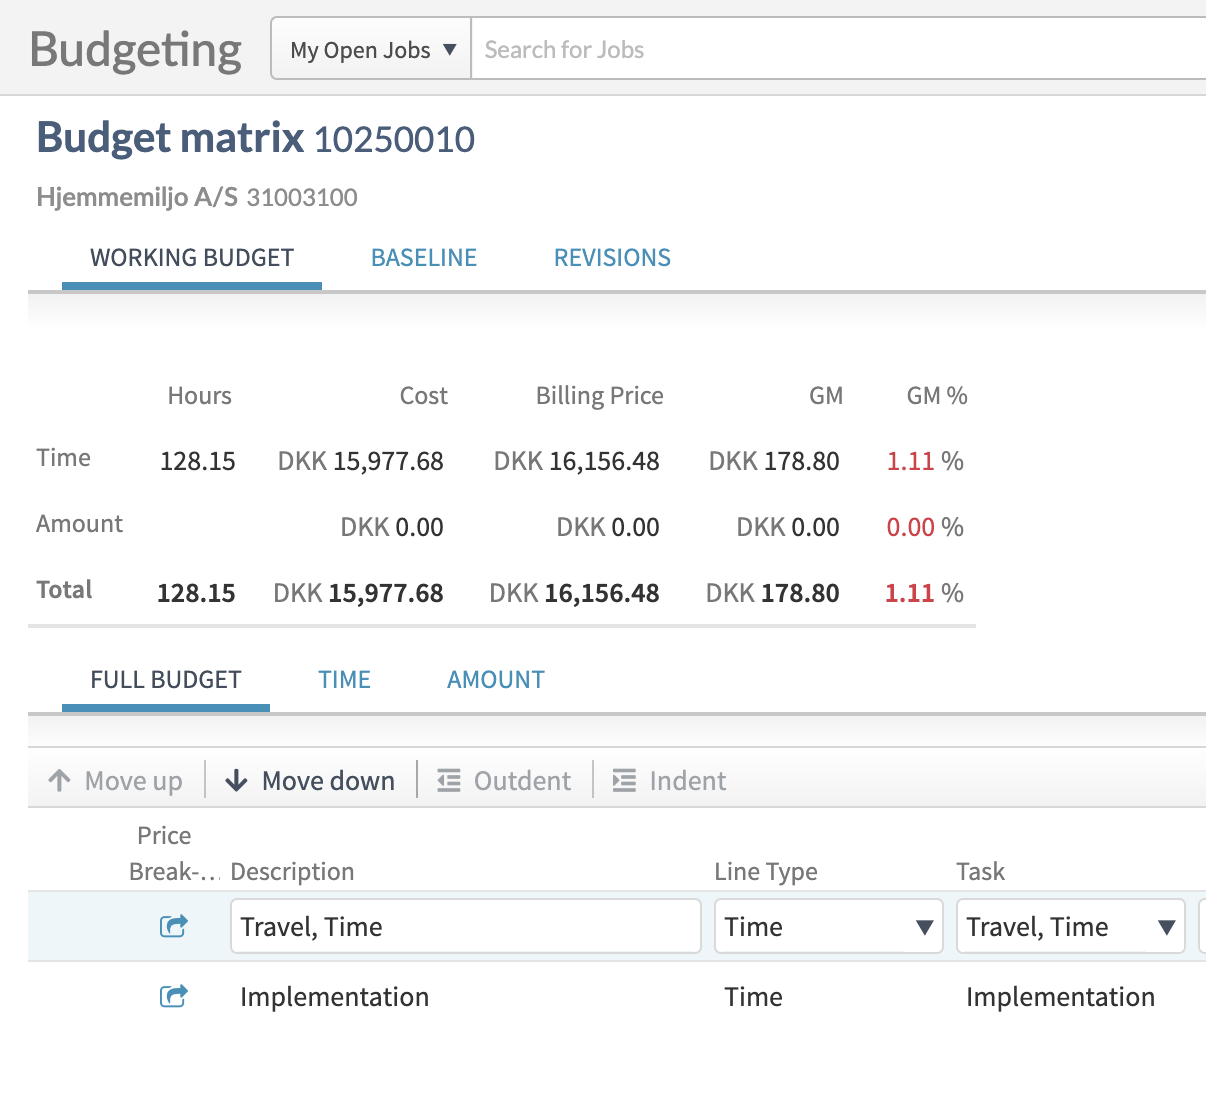 Budgeting My Open Jobs Search for Jobs
Budget matrix 10250010
Hjemmemiljo A/S 31003100
WORKING BUDGET BASELINE REVISIONS
Hours Cost Billing Price GM GM %
Time 128.15 DKK 15,977.68 DKK 16,156.48 DKK 178.80 1.11 %
Amount DKK 0.00 DKK 0.00 DKK 0.00 0.00 %
Total 128.15 DKK 15,977.68 DKK 16,156.48 DKK 178.80 1.11 %
FULL BUDGET TIME AMOUNT
Move up Move down Outdent Indent
Price
Break-... Description Line Type Task
Travel, Time Time Travel, Time
Implementation Time Implementation